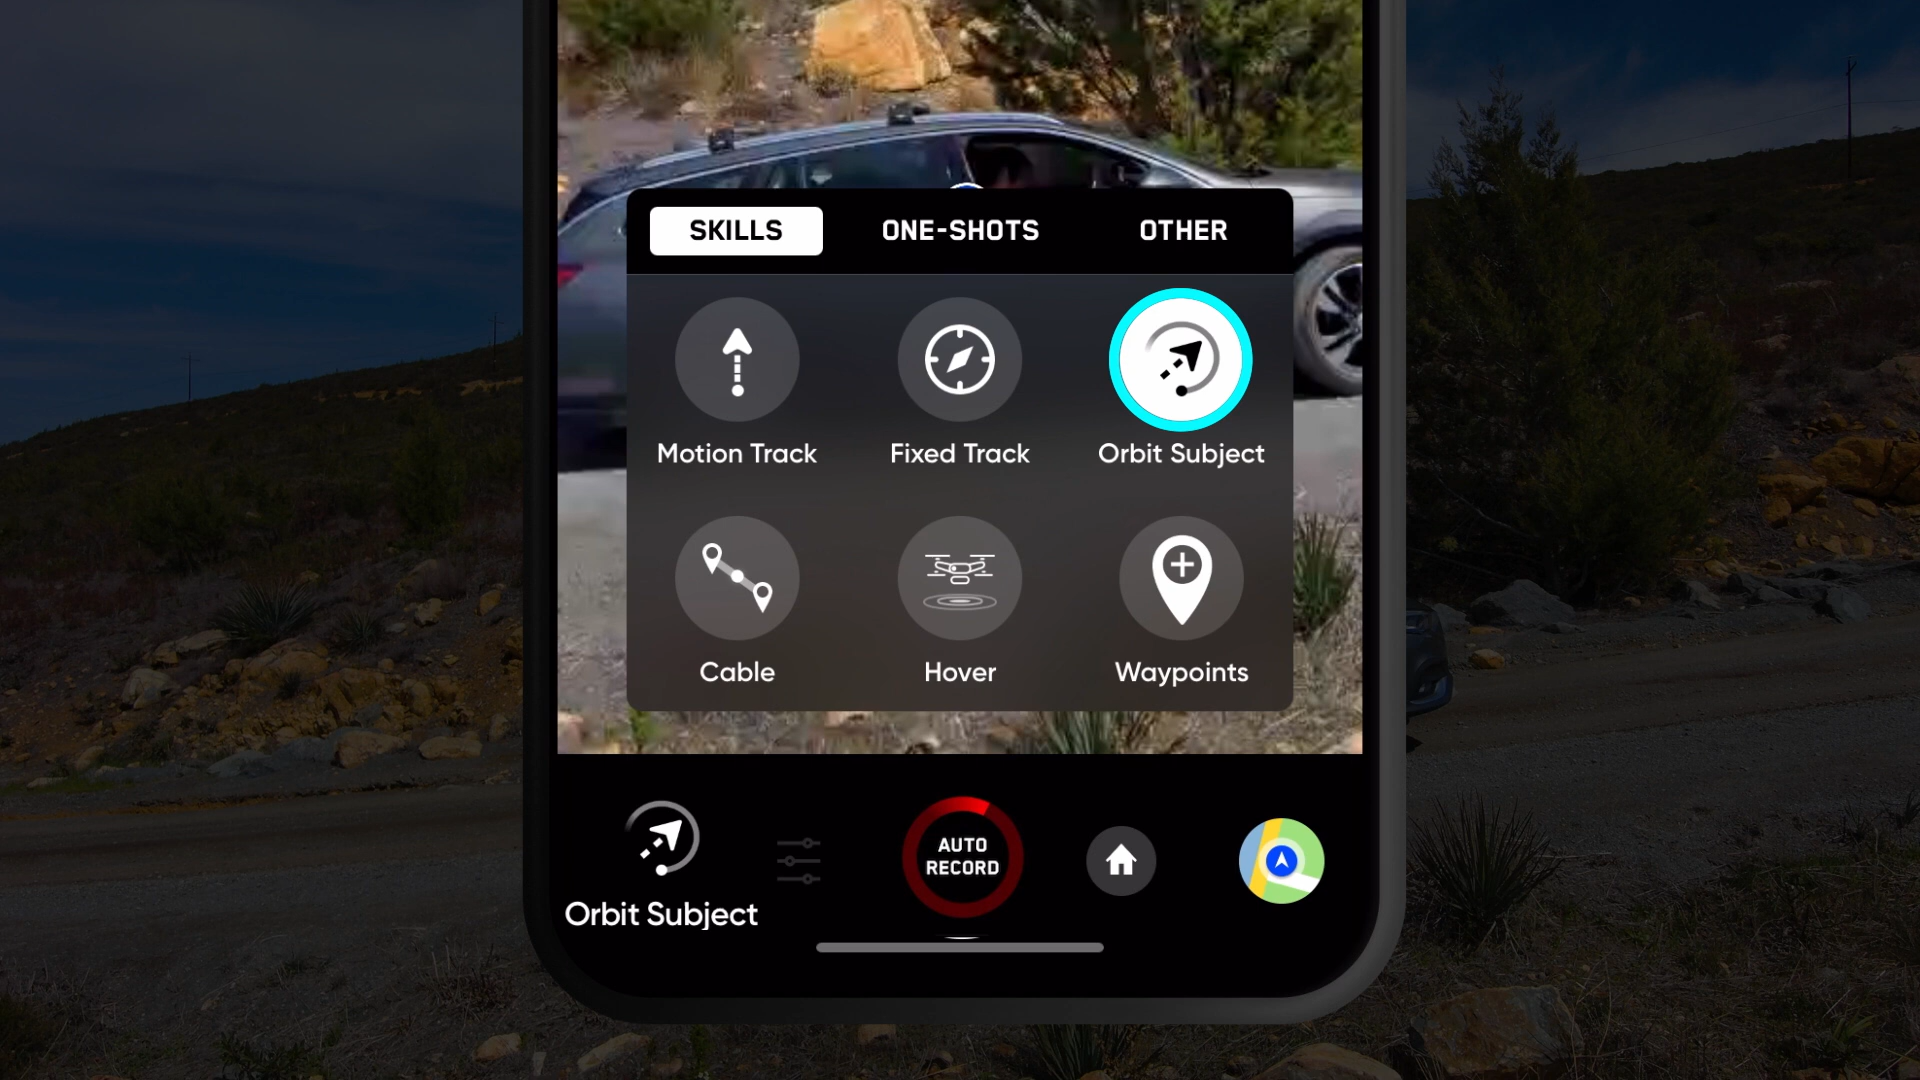 SKILLS ONE-SHOTS OTHER
Motion Track Fixed Track Orbit Subject
Cable Hover Waypoints
AUTO
RECORD
Orbit Subject